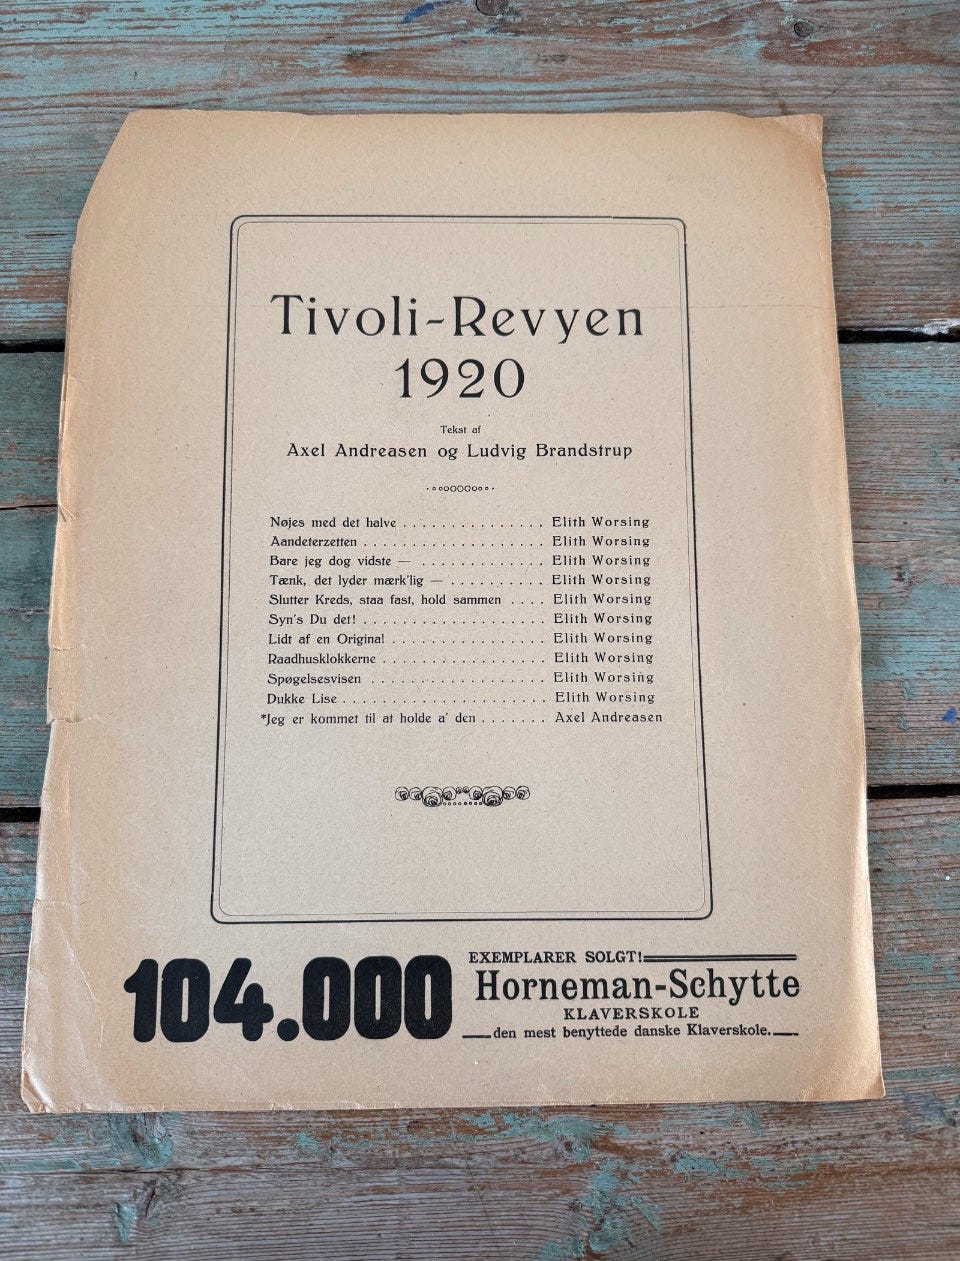 Tivoli-Revyen
1920
Tekst af
Axel Andreasen og Ludvig Brandstrup
Nøjes med det halve . . . . . . . . . . . . . . . Elith Worsing
Aandeterzetten . . . . . . . . . . . . . . . . . . . Elith Worsing
Bare jeg dog vidste — . . . . . . . . . . . . . Elith Worsing
Tænk, det lyder mærk'lig — . . . . . . . . . . Elith Worsing
Slutter Kreds, staa fast, hold sammen . . . . Elith Worsing
Syn's Du det! . . . . . . . . . . . . . . . . . . . Elith Worsing
Lidt af en Original . . . . . . . . . . . . . . . . Elith Worsing
Raadhusklokkerne . . . . . . . . . . . . . . . . . Elith Worsing
Spøgelsesvisen . . . . . . . . . . . . . . . . . . Elith Worsing
Dukke Lise . . . . . . . . . . . . . . . . . . . . . Elith Worsing
*Jeg er kommet til at holde a' den . . . . . . . Axel Andreasen
104.000
EXEMPLARER SOLGT!
Horneman-Schytte
KLAVERSKOLE
den mest benyttede danske Klaverskole.